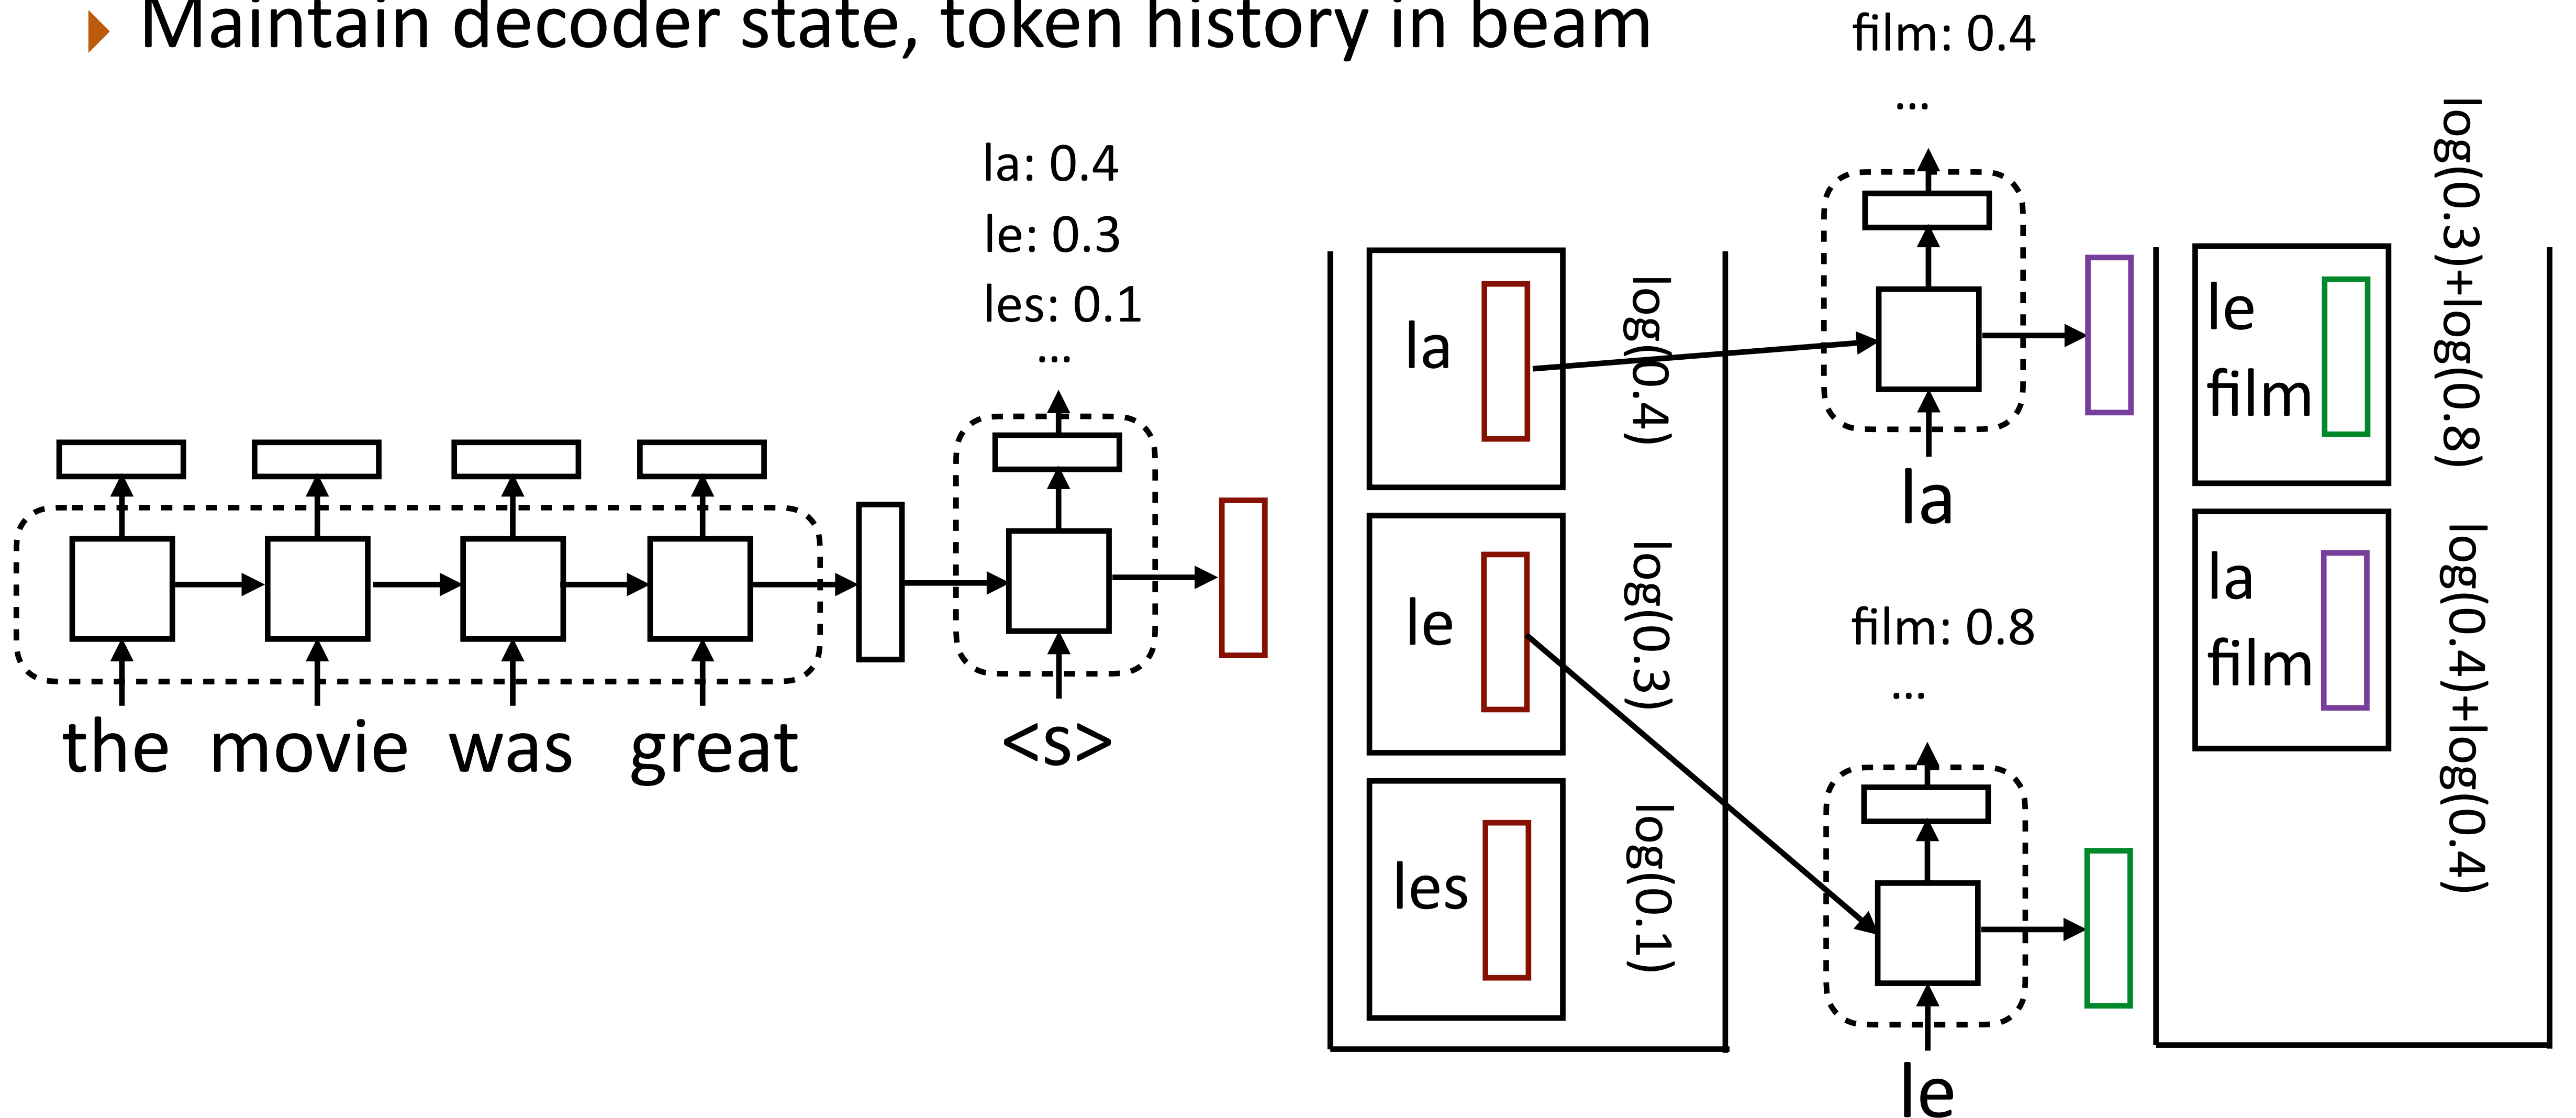 Maintain decoder state, token history in beam
film: 0.4
...
la: 0.4
le: 0.3
les: 0.1
...
the movie was great
<s>
la
log(0.4)
le
log(0.3)
les
log(0.1)
la
film: 0.8
...
le
le
film
log(0.3)+log(0.8)
la
film
log(0.4)+log(0.4)